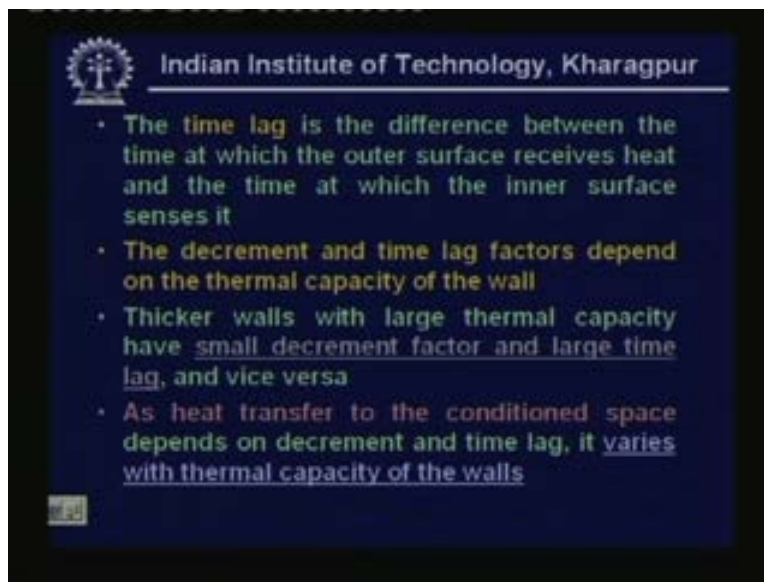 Indian Institute of Technology, Kharagpur
• The time lag is the difference between the
time at which the outer surface receives heat
and the time at which the inner surface
senses it
• The decrement and time lag factors depend
on the thermal capacity of the wall
• Thicker walls with large thermal capacity
have small decrement factor and large time
lag, and vice versa
• As heat transfer to the conditioned space
depends on decrement and time lag, it varies
with thermal capacity of the walls